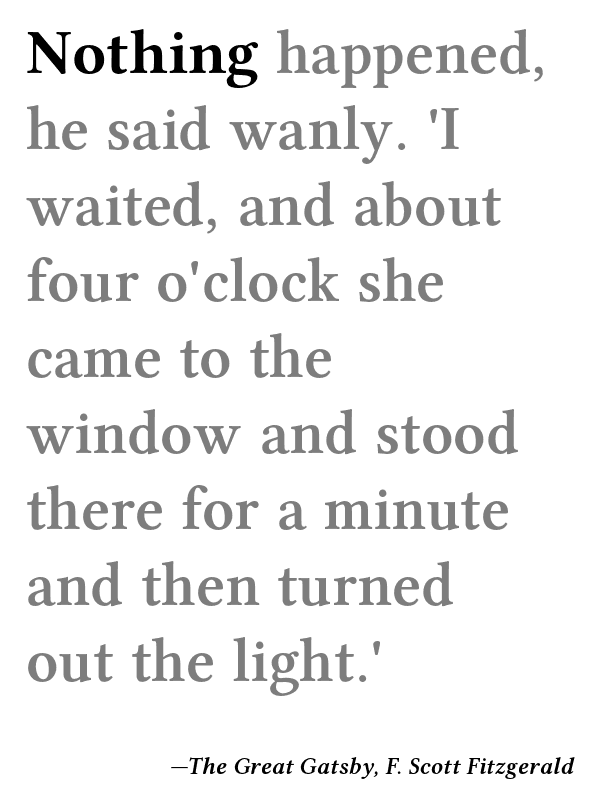 Nothing happened,
he said wanly. 'I
waited, and about
four o'clock she
came to the
window and stood
there for a minute
and then turned
out the light.'
—The Great Gatsby, F. Scott Fitzgerald